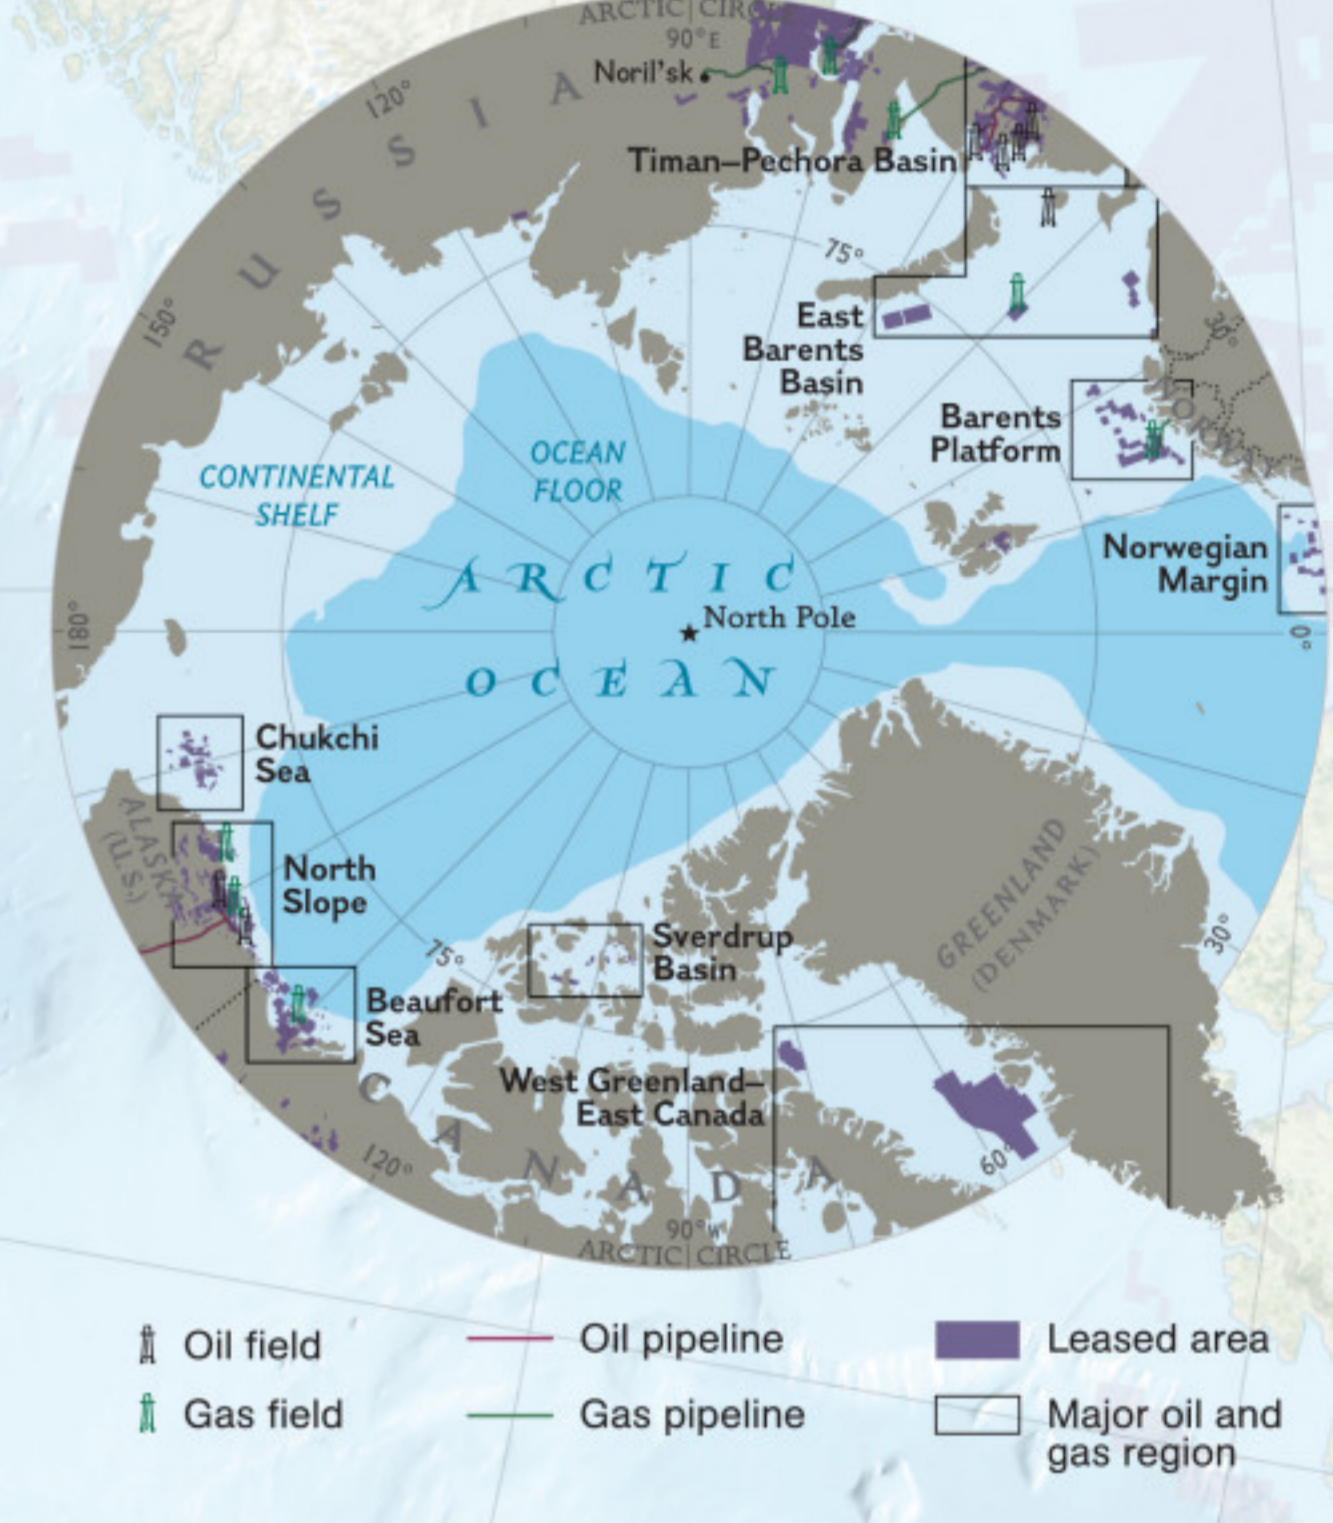 ARCTIC CIRCLE
90°E
Noril'sk
120°
RUSSIA
Timan–Pechora Basin
75°
150°
East
Barents
Basin
30°
Barents
Platform
NORWAY
OCEAN
FLOOR
CONTINENTAL
SHELF
Norwegian
Margin
ARCTIC
North Pole
180°
0°
OCEAN
Chukchi
Sea
ALASKA
(U.S.)
North
Slope
GREENLAND
(DENMARK)
30°
75°
Sverdrup
Basin
Beaufort
Sea
West Greenland–
East Canada
CANADA
120°
60°
90°W
ARCTIC CIRCLE
Oil field
Oil pipeline
Leased area
Gas field
Gas pipeline
Major oil and
gas region